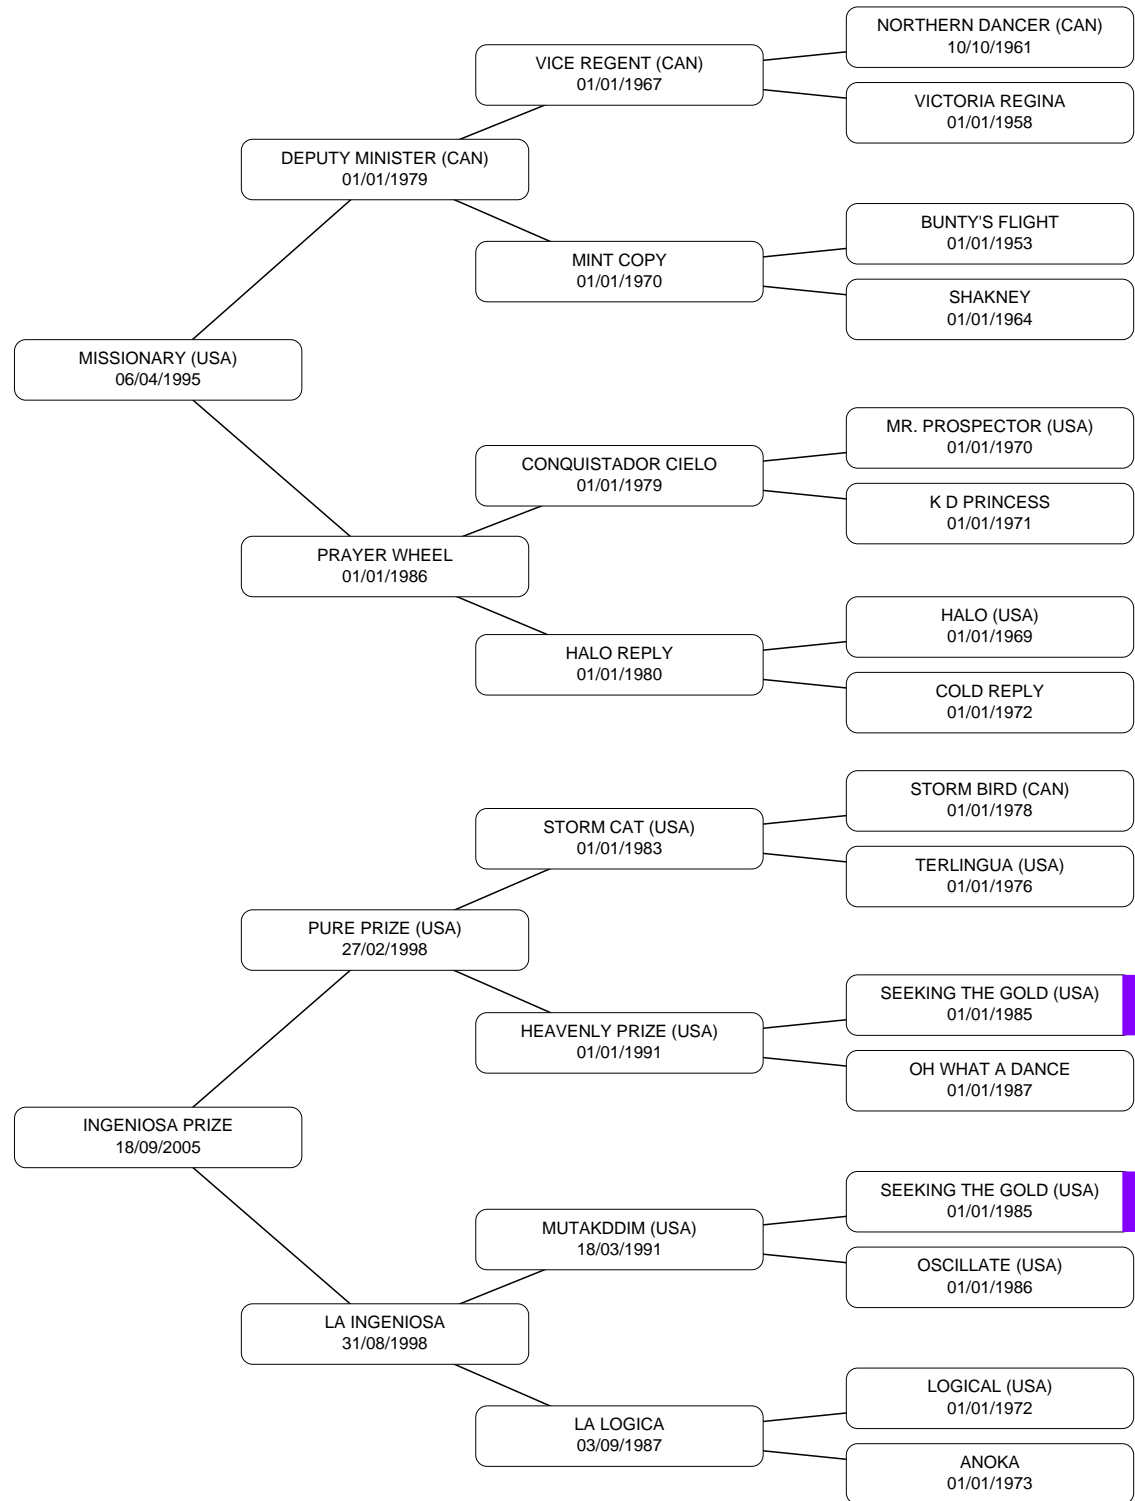 NORTHERN DANCER (CAN)
10/10/1961
VICE REGENT (CAN)
01/01/1967
VICTORIA REGINA
01/01/1958
DEPUTY MINISTER (CAN)
01/01/1979
BUNTY'S FLIGHT
01/01/1953
MINT COPY
01/01/1970
SHAKNEY
01/01/1964
MISSIONARY (USA)
06/04/1995
MR. PROSPECTOR (USA)
01/01/1970
CONQUISTADOR CIELO
01/01/1979
K D PRINCESS
01/01/1971
PRAYER WHEEL
01/01/1986
HALO (USA)
01/01/1969
HALO REPLY
01/01/1980
COLD REPLY
01/01/1972
STORM BIRD (CAN)
01/01/1978
STORM CAT (USA)
01/01/1983
TERLINGUA (USA)
01/01/1976
PURE PRIZE (USA)
27/02/1998
SEEKING THE GOLD (USA)
01/01/1985
HEAVENLY PRIZE (USA)
01/01/1991
OH WHAT A DANCE
01/01/1987
INGENIOSA PRIZE
18/09/2005
SEEKING THE GOLD (USA)
01/01/1985
MUTAKDDIM (USA)
18/03/1991
OSCILLATE (USA)
01/01/1986
LA INGENIOSA
31/08/1998
LOGICAL (USA)
01/01/1972
LA LOGICA
03/09/1987
ANOKA
01/01/1973